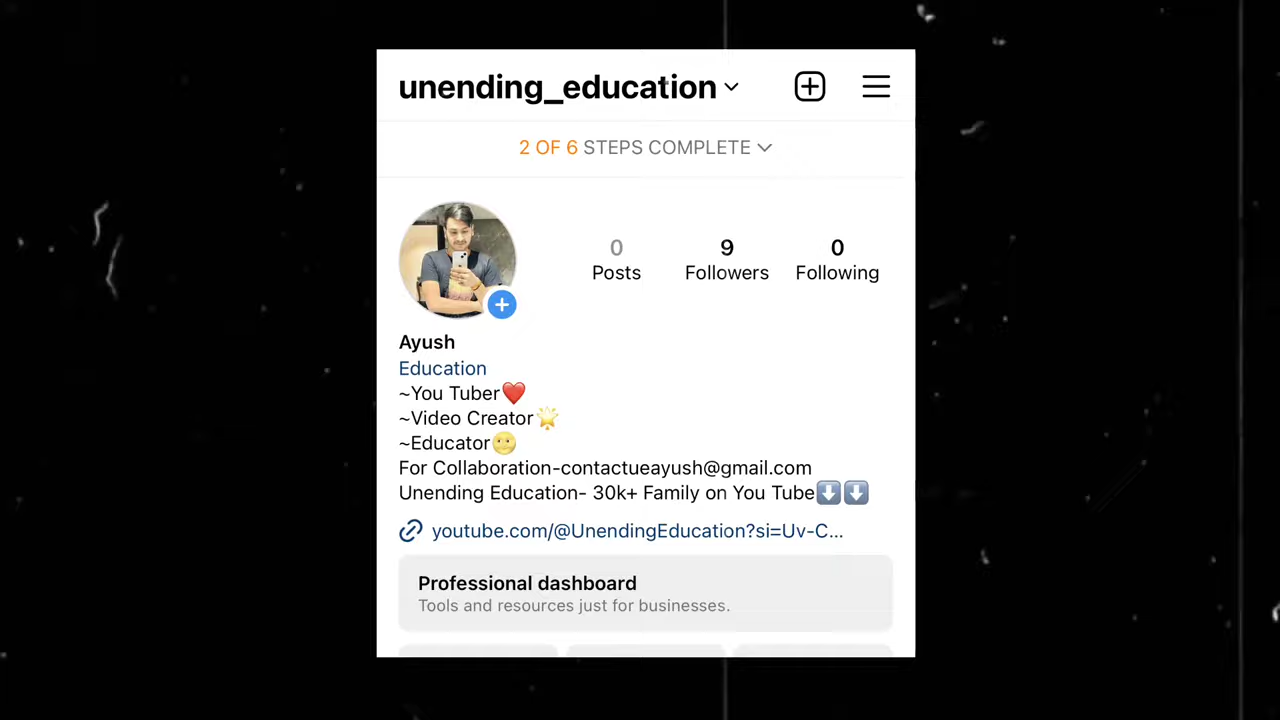 unending_education
2 OF 6 STEPS COMPLETE
0 9 0
Posts Followers Following
Ayush
Education
~You Tuber❤️
~Video Creator🌟
~Educator🌝
For Collaboration-contactueayush@gmail.com
Unending Education- 30k+ Family on You Tube⬇️⬇️
youtube.com/@UnendingEducation?si=Uv-C...
Professional dashboard
Tools and resources just for businesses.